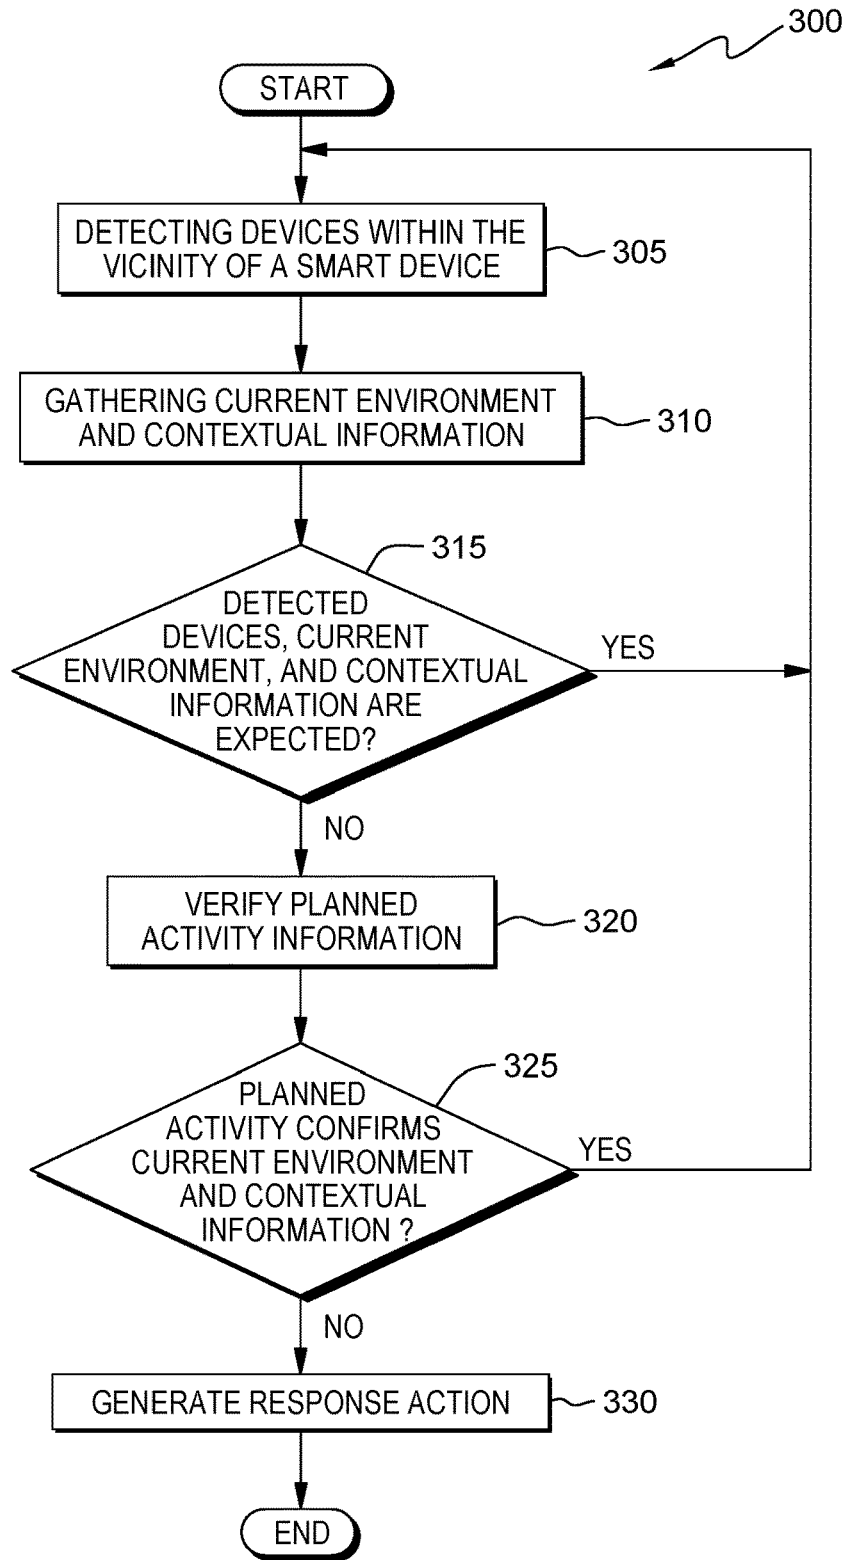 300
START
DETECTING DEVICES WITHIN THE
VICINITY OF A SMART DEVICE
305
GATHERING CURRENT ENVIRONMENT
AND CONTEXTUAL INFORMATION
310
315
DETECTED
DEVICES, CURRENT
ENVIRONMENT, AND CONTEXTUAL
INFORMATION ARE
EXPECTED?
YES
NO
VERIFY PLANNED
ACTIVITY INFORMATION
320
325
PLANNED
ACTIVITY CONFIRMS
CURRENT ENVIRONMENT
AND CONTEXTUAL
INFORMATION ?
YES
NO
GENERATE RESPONSE ACTION
330
END